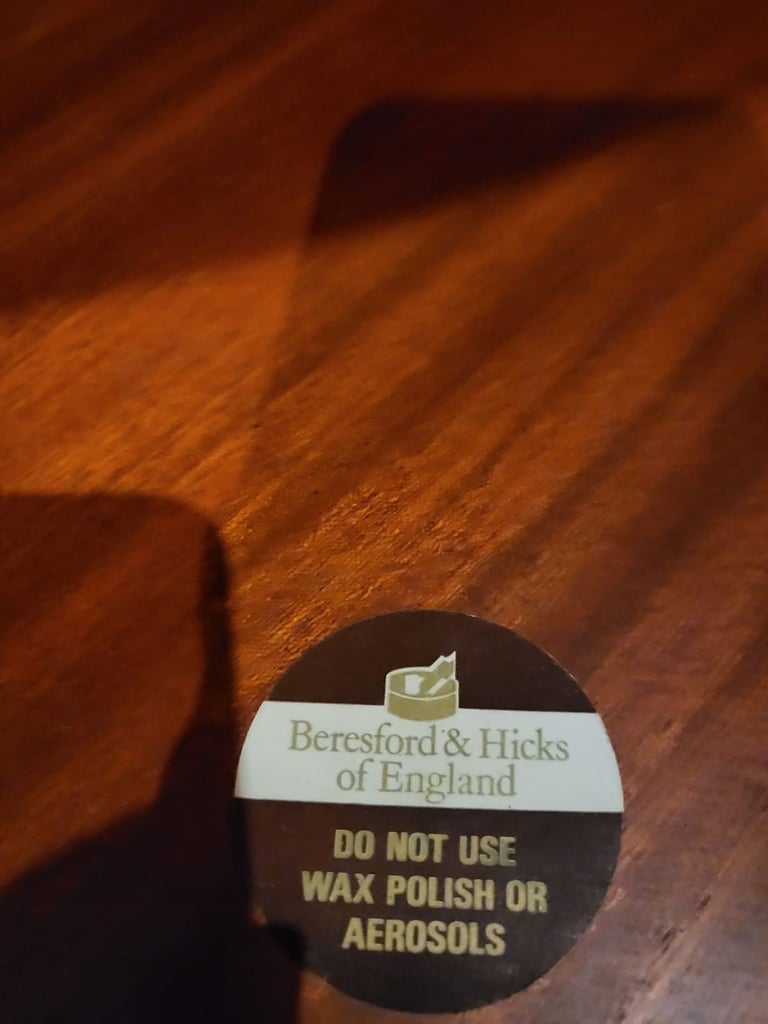 Beresford & Hicks
of England
DO NOT USE
WAX POLISH OR
AEROSOLS